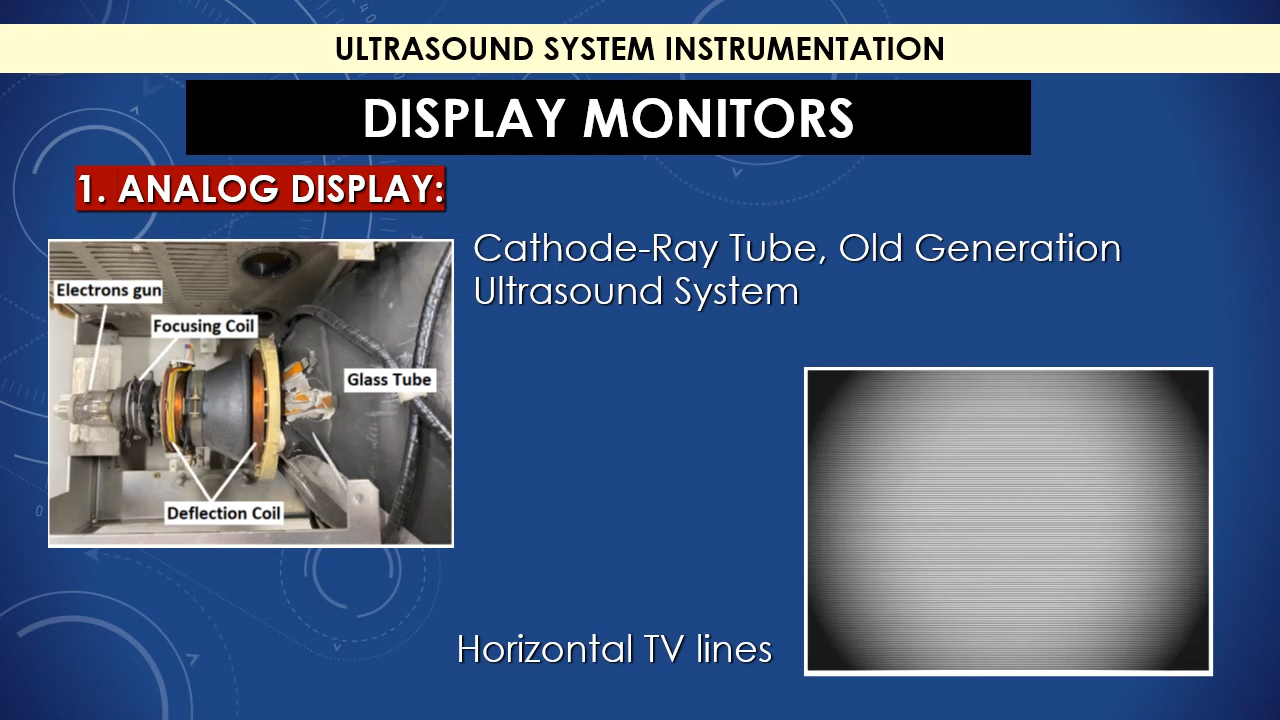 ULTRASOUND SYSTEM INSTRUMENTATION
DISPLAY MONITORS
1. ANALOG DISPLAY:
Cathode-Ray Tube, Old Generation
Ultrasound System
Electrons gun
Focusing Coil
Glass Tube
Deflection Coil
Horizontal TV lines